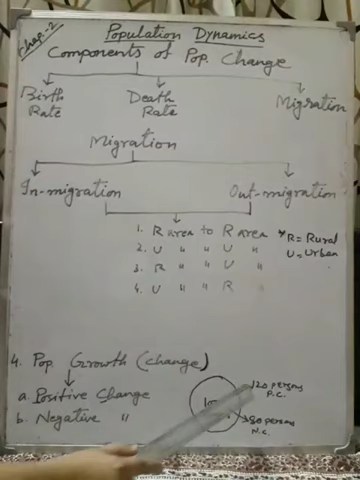 Chap.-2
Population Dynamics
Components of Pop. Change
Birth Rate
Death Rate
Migration
Migration
In-migration
Out-migration
1. R area to R area
2. U " " U "
3. R " " U "
4. U " " R "
* R = Rural
U = Urban
4. Pop. Growth (change)
a. Positive Change
b. Negative "
120 persons
P.C.
80 person
N.C.